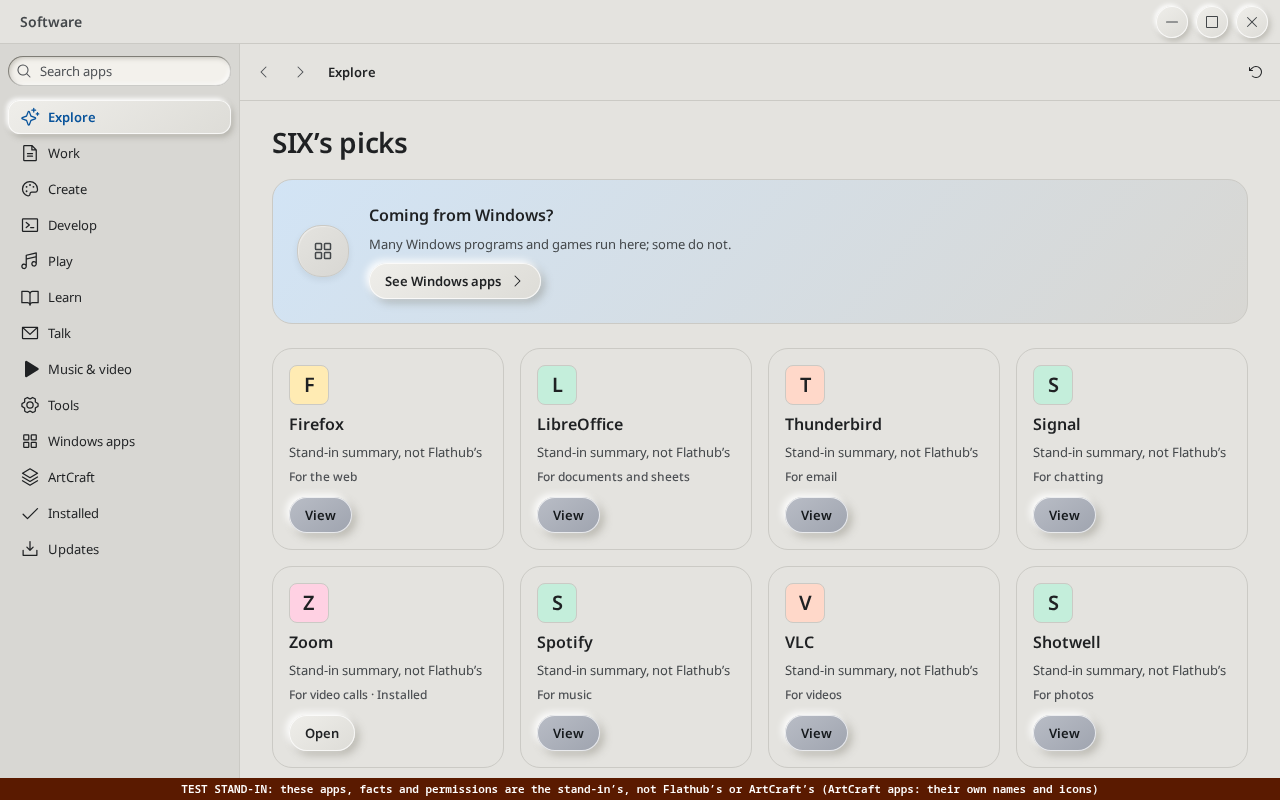 Software
Search apps
Explore
Explore
Work
Create
Develop
Play
Learn
Talk
Music & video
Tools
Windows apps
ArtCraft
Installed
Updates
SIX’s picks
Coming from Windows?
Many Windows programs and games run here; some do not.
See Windows apps
F
Firefox
Stand-in summary, not Flathub’s
For the web
View
L
LibreOffice
Stand-in summary, not Flathub’s
For documents and sheets
View
T
Thunderbird
Stand-in summary, not Flathub’s
For email
View
S
Signal
Stand-in summary, not Flathub’s
For chatting
View
Z
Zoom
Stand-in summary, not Flathub’s
For video calls · Installed
Open
S
Spotify
Stand-in summary, not Flathub’s
For music
View
V
VLC
Stand-in summary, not Flathub’s
For videos
View
S
Shotwell
Stand-in summary, not Flathub’s
For photos
View
TEST STAND-IN: these apps, facts and permissions are the stand-in’s, not Flathub’s or ArtCraft’s (ArtCraft apps: their own names and icons)